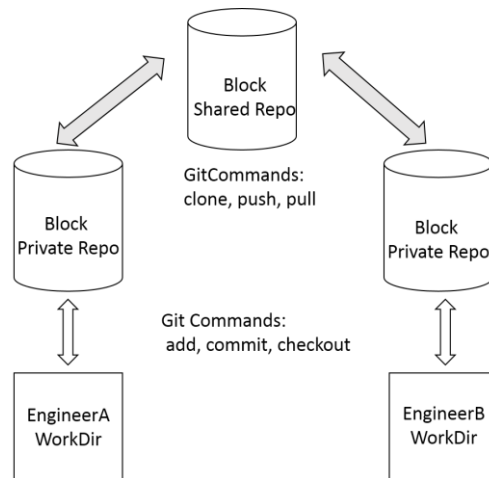 Block
Shared Repo
GitCommands:
clone, push, pull
Block
Private Repo
Block
Private Repo
Git Commands:
add, commit, checkout
EngineerA
WorkDir
EngineerB
WorkDir